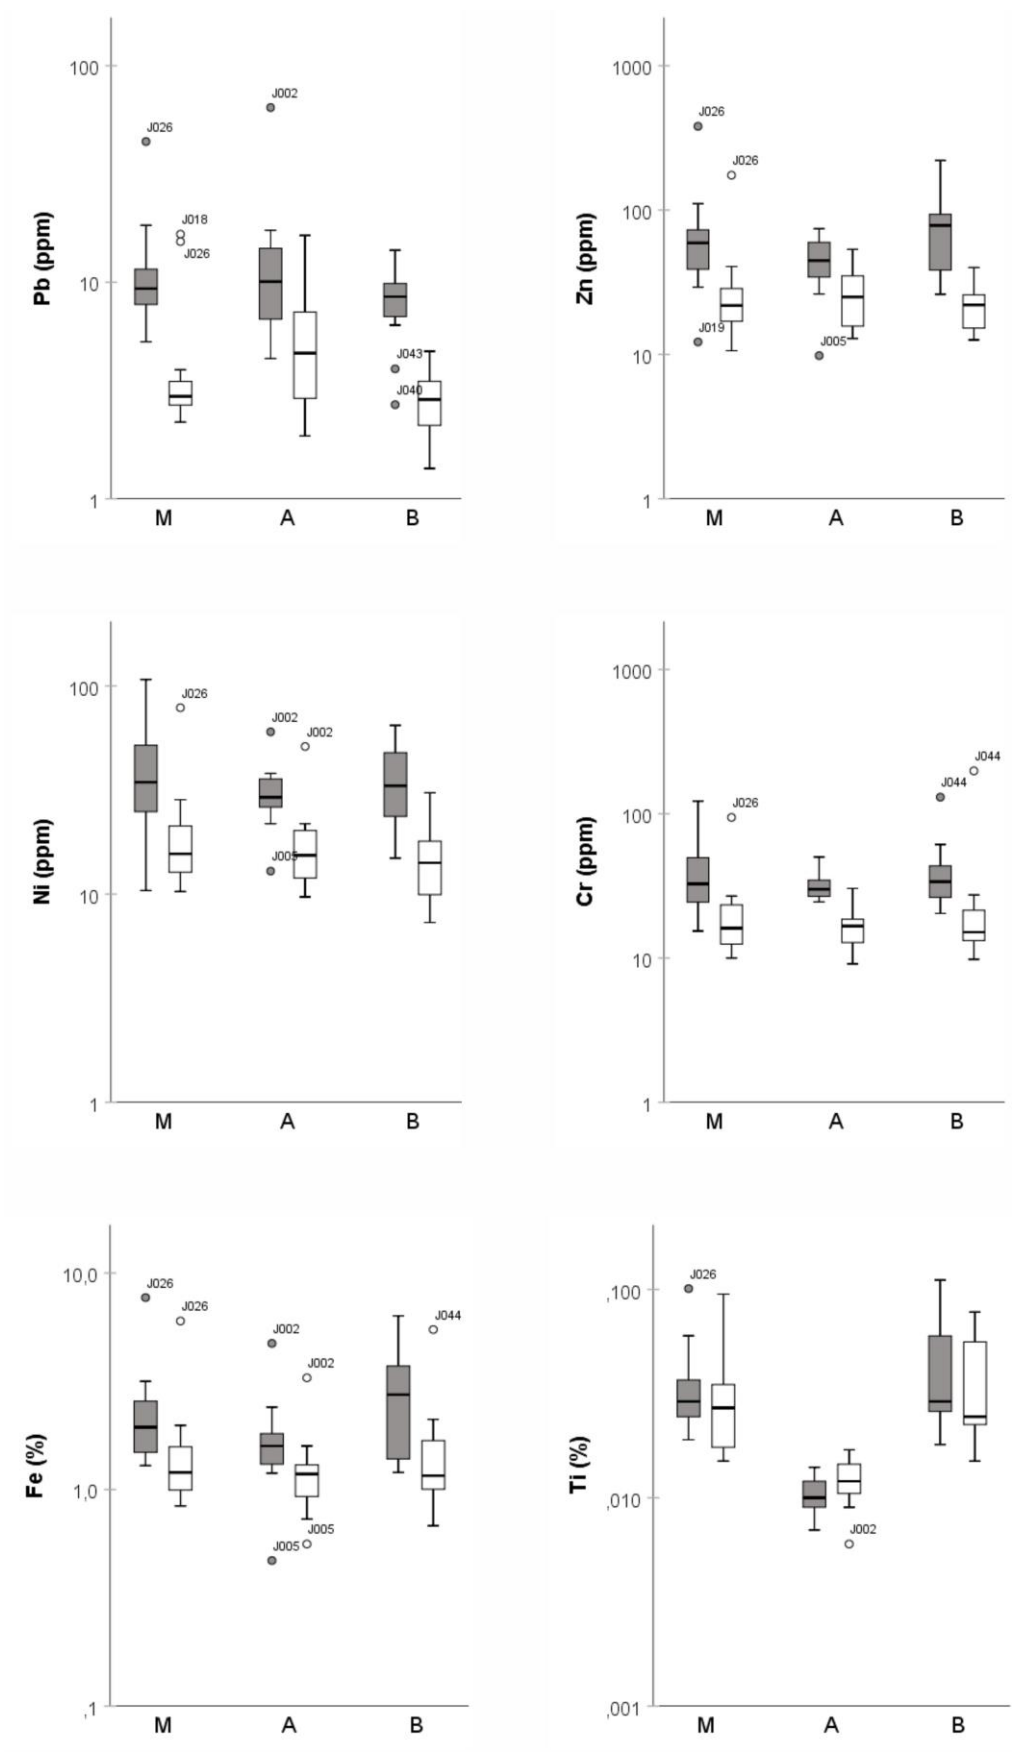 Pb (ppm)
100
10
1
J026
J018
J026
J002
J043
J040
M A B
Zn (ppm)
1000
100
10
1
J026
J026
J019
J005
M A B
Ni (ppm)
100
10
1
J026
J002
J002
J005
M A B
Cr (ppm)
1000
100
10
1
J026
J044
J044
M A B
Fe (%)
10,0
1,0
,1
J026
J026
J002
J002
J005
J005
J044
M A B
Ti (%)
,100
,010
,001
J026
J002
M A B